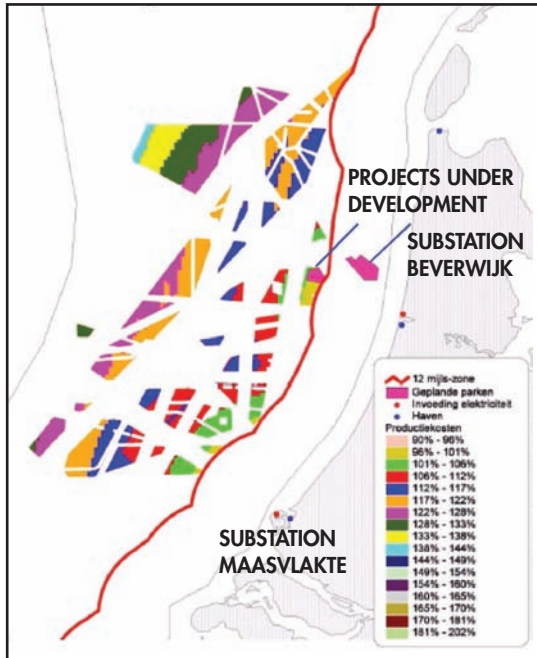 PROJECTS UNDER
DEVELOPMENT
SUBSTATION
BEVERWIJK
12 mijls-zone
Geplande parken
Invoeding elektriciteit
Haven
Productiekosten
90% - 96%
96% - 101%
101% - 106%
106% - 112%
112% - 117%
117% - 122%
122% - 128%
128% - 133%
133% - 138%
138% - 144%
144% - 149%
149% - 154%
154% - 160%
160% - 165%
165% - 170%
170% - 181%
181% - 202%
SUBSTATION
MAASVLAKTE